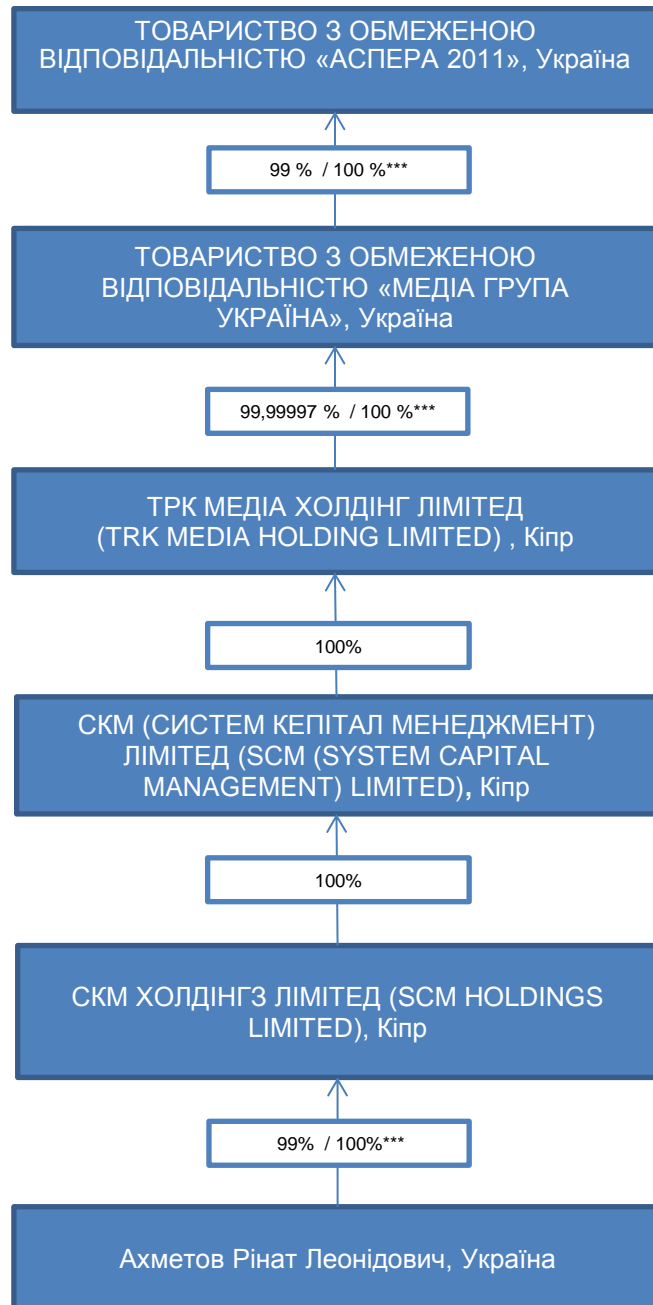 ТОВАРИСТВО З ОБМЕЖЕНОЮ
ВІДПОВІДАЛЬНІСТЮ «АСПЕРА 2011», Україна
99 % / 100 %***
ТОВАРИСТВО З ОБМЕЖЕНОЮ
ВІДПОВІДАЛЬНІСТЮ «МЕДІА ГРУПА
УКРАЇНА», Україна
99,99997 % / 100 %***
ТРК МЕДІА ХОЛДІНГ ЛІМІТЕД
(TRK MEDIA HOLDING LIMITED) , Кіпр
100%
СКМ (СИСТЕМ КЕПІТАЛ МЕНЕДЖМЕНТ)
ЛІМІТЕД (SCM (SYSTEM CAPITAL
MANAGEMENT) LIMITED), Кіпр
100%
СКМ ХОЛДІНГЗ ЛІМІТЕД (SCM HOLDINGS
LIMITED), Кіпр
99% / 100%***
Ахметов Рінат Леонідович, Україна